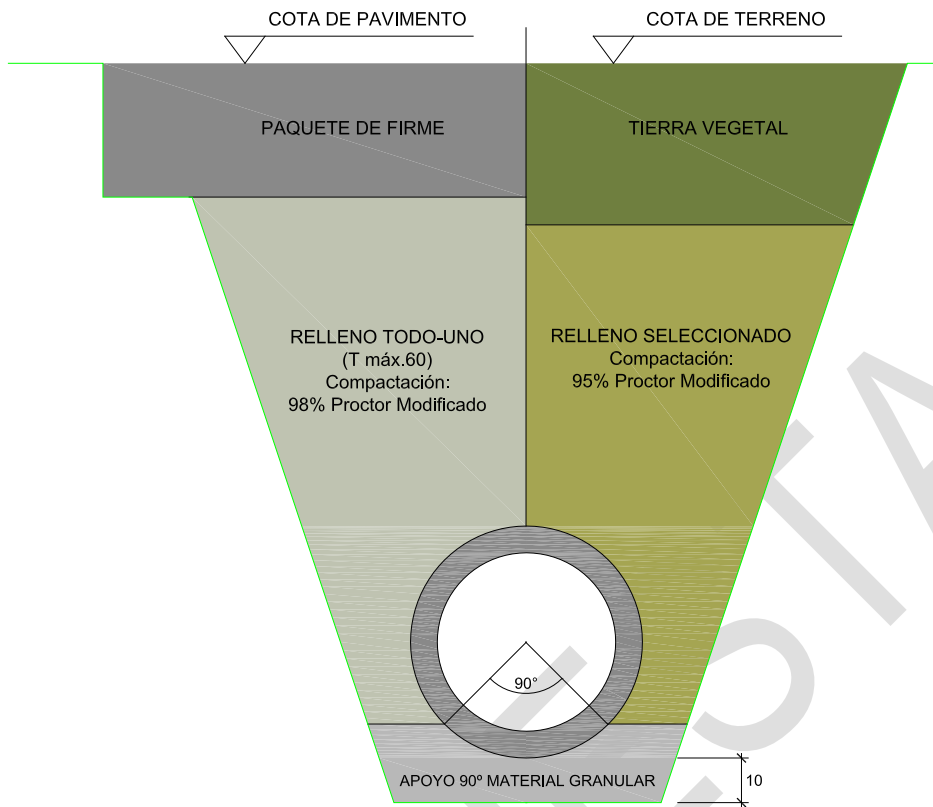 COTA DE PAVIMENTO
COTA DE TERRENO
PAQUETE DE FIRME
TIERRA VEGETAL
RELLENO TODO-UNO
(T máx.60)
Compactación:
98% Proctor Modificado
RELLENO SELECCIONADO
Compactación:
95% Proctor Modificado
90°
APOYO 90º MATERIAL GRANULAR
10